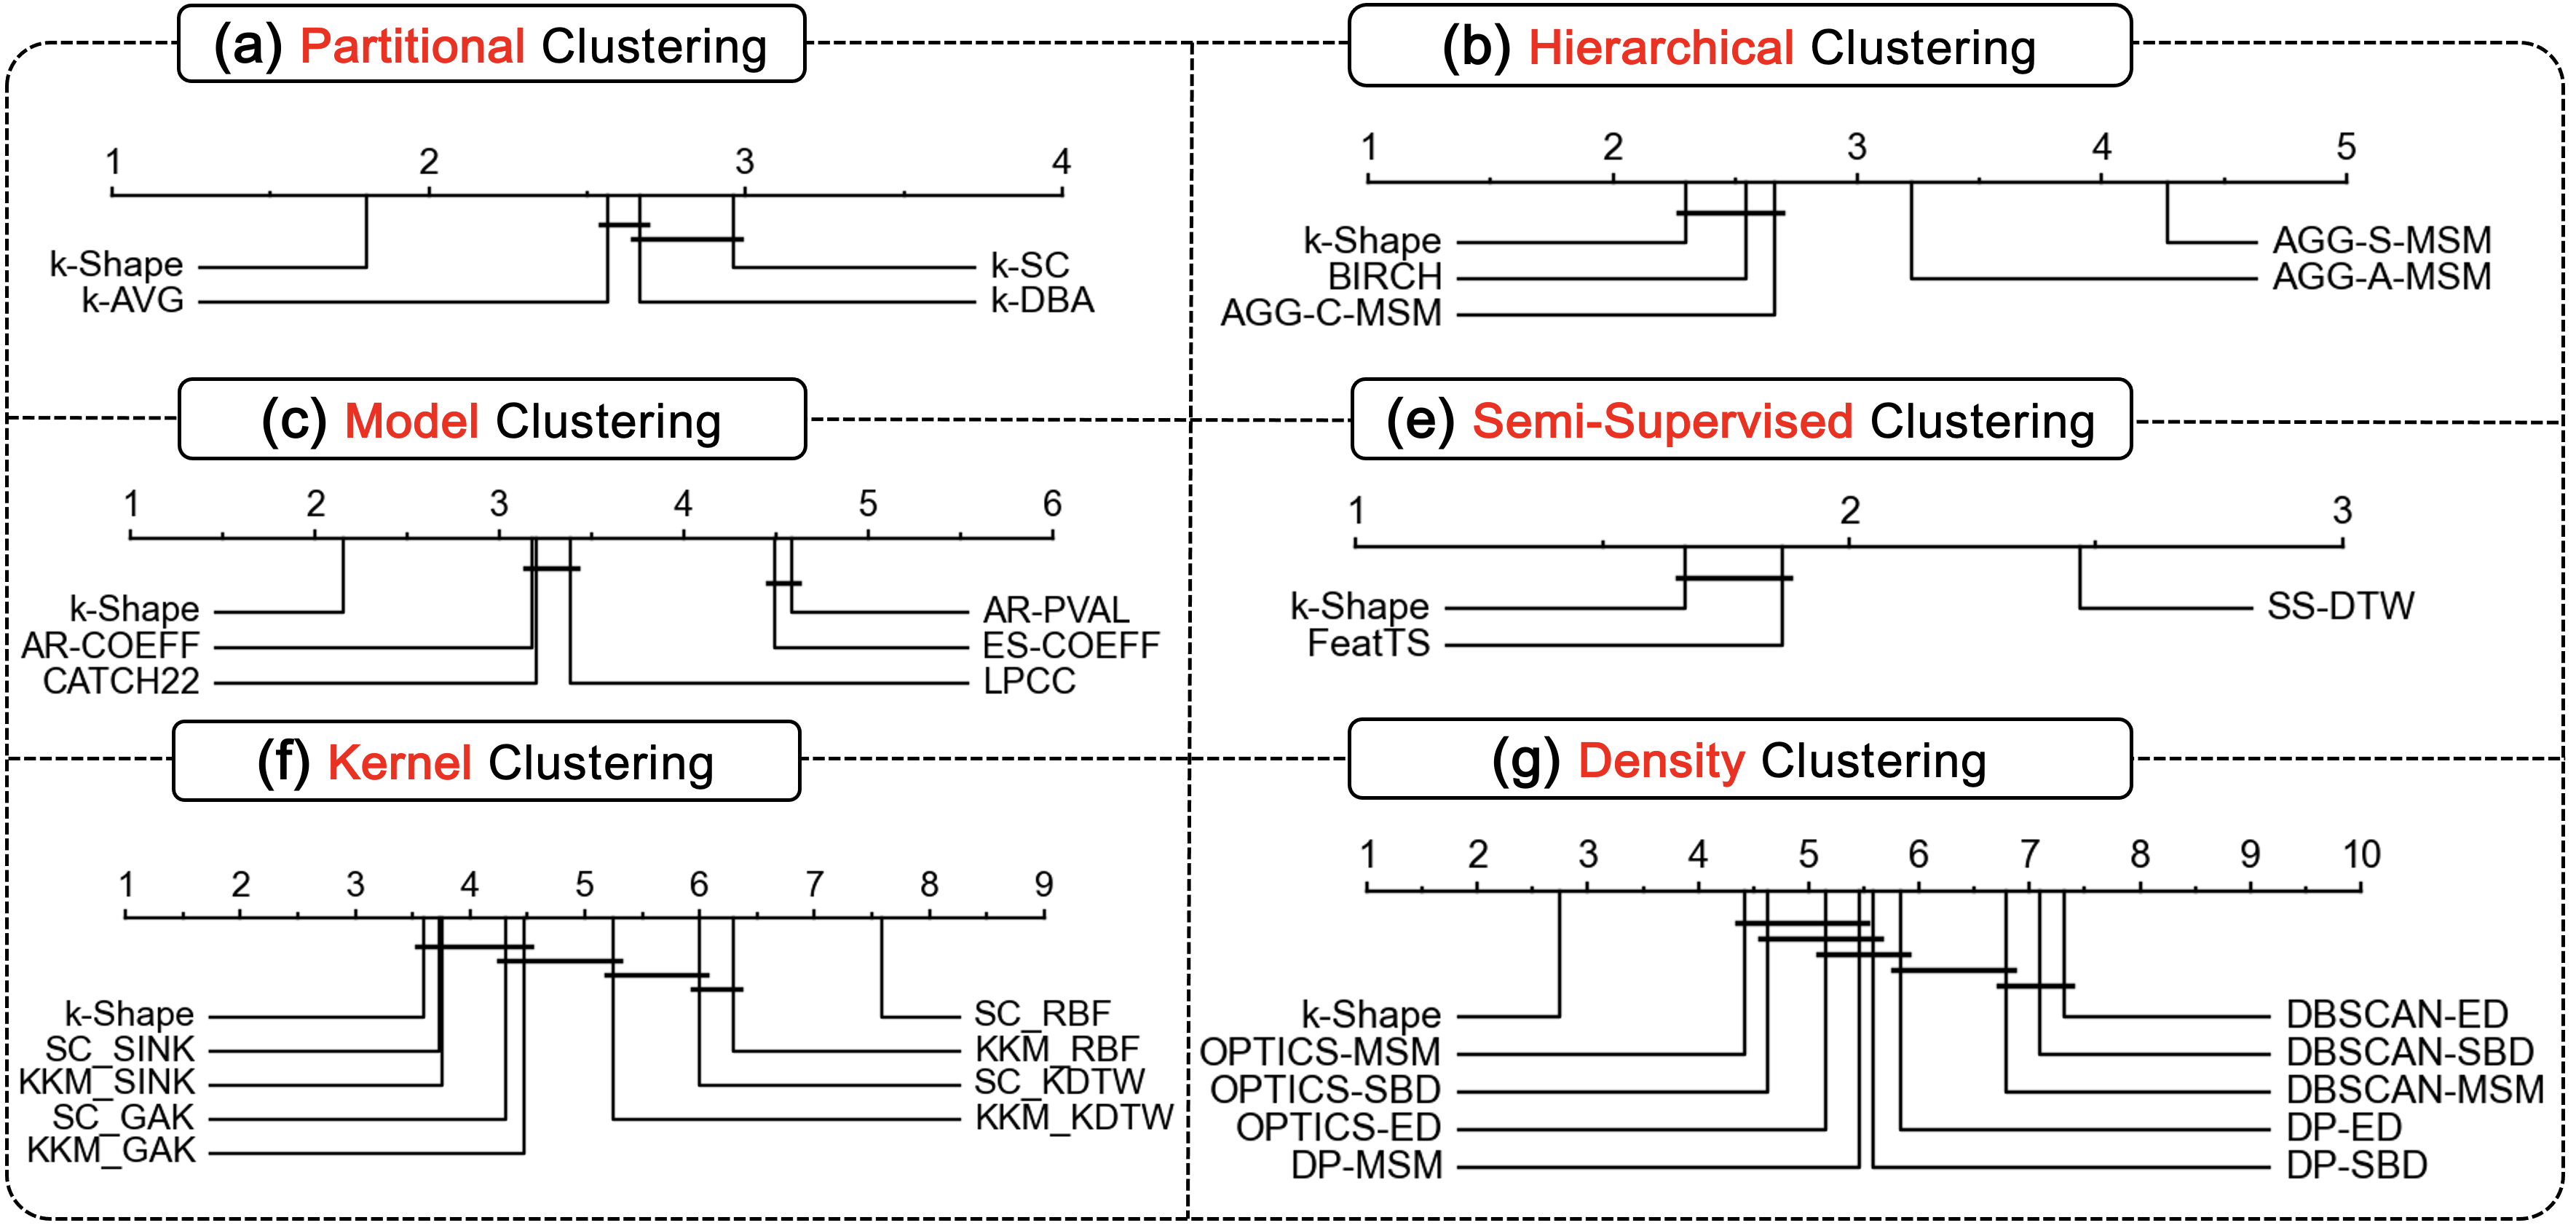 (a) Partitional Clustering
1 2 3 4
k-Shape
k-AVG
k-SC
k-DBA
(b) Hierarchical Clustering
1 2 3 4 5
k-Shape
BIRCH
AGG-C-MSM
AGG-S-MSM
AGG-A-MSM
(c) Model Clustering
1 2 3 4 5 6
k-Shape
AR-COEFF
CATCH22
AR-PVAL
ES-COEFF
LPCC
(e) Semi-Supervised Clustering
1 2 3
k-Shape
FeatTS
SS-DTW
(f) Kernel Clustering
1 2 3 4 5 6 7 8 9
k-Shape
SC_SINK
KKM_SINK
SC_GAK
KKM_GAK
SC_RBF
KKM_RBF
SC_KDTW
KKM_KDTW
(g) Density Clustering
1 2 3 4 5 6 7 8 9 10
k-Shape
OPTICS-MSM
OPTICS-SBD
OPTICS-ED
DP-MSM
DBSCAN-ED
DBSCAN-SBD
DBSCAN-MSM
DP-ED
DP-SBD